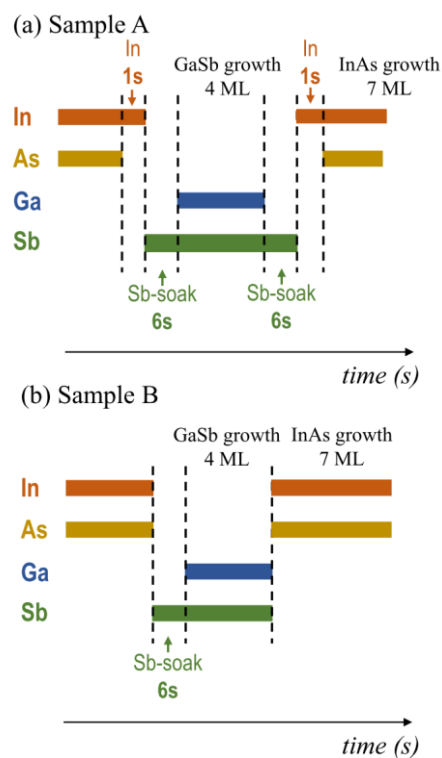 (a) Sample A
In
1s
GaSb growth
4 ML
In
1s
InAs growth
7 ML
In
As
Ga
Sb
Sb-soak
6s
Sb-soak
6s
time (s)
(b) Sample B
GaSb growth
4 ML
InAs growth
7 ML
In
As
Ga
Sb
Sb-soak
6s
time (s)